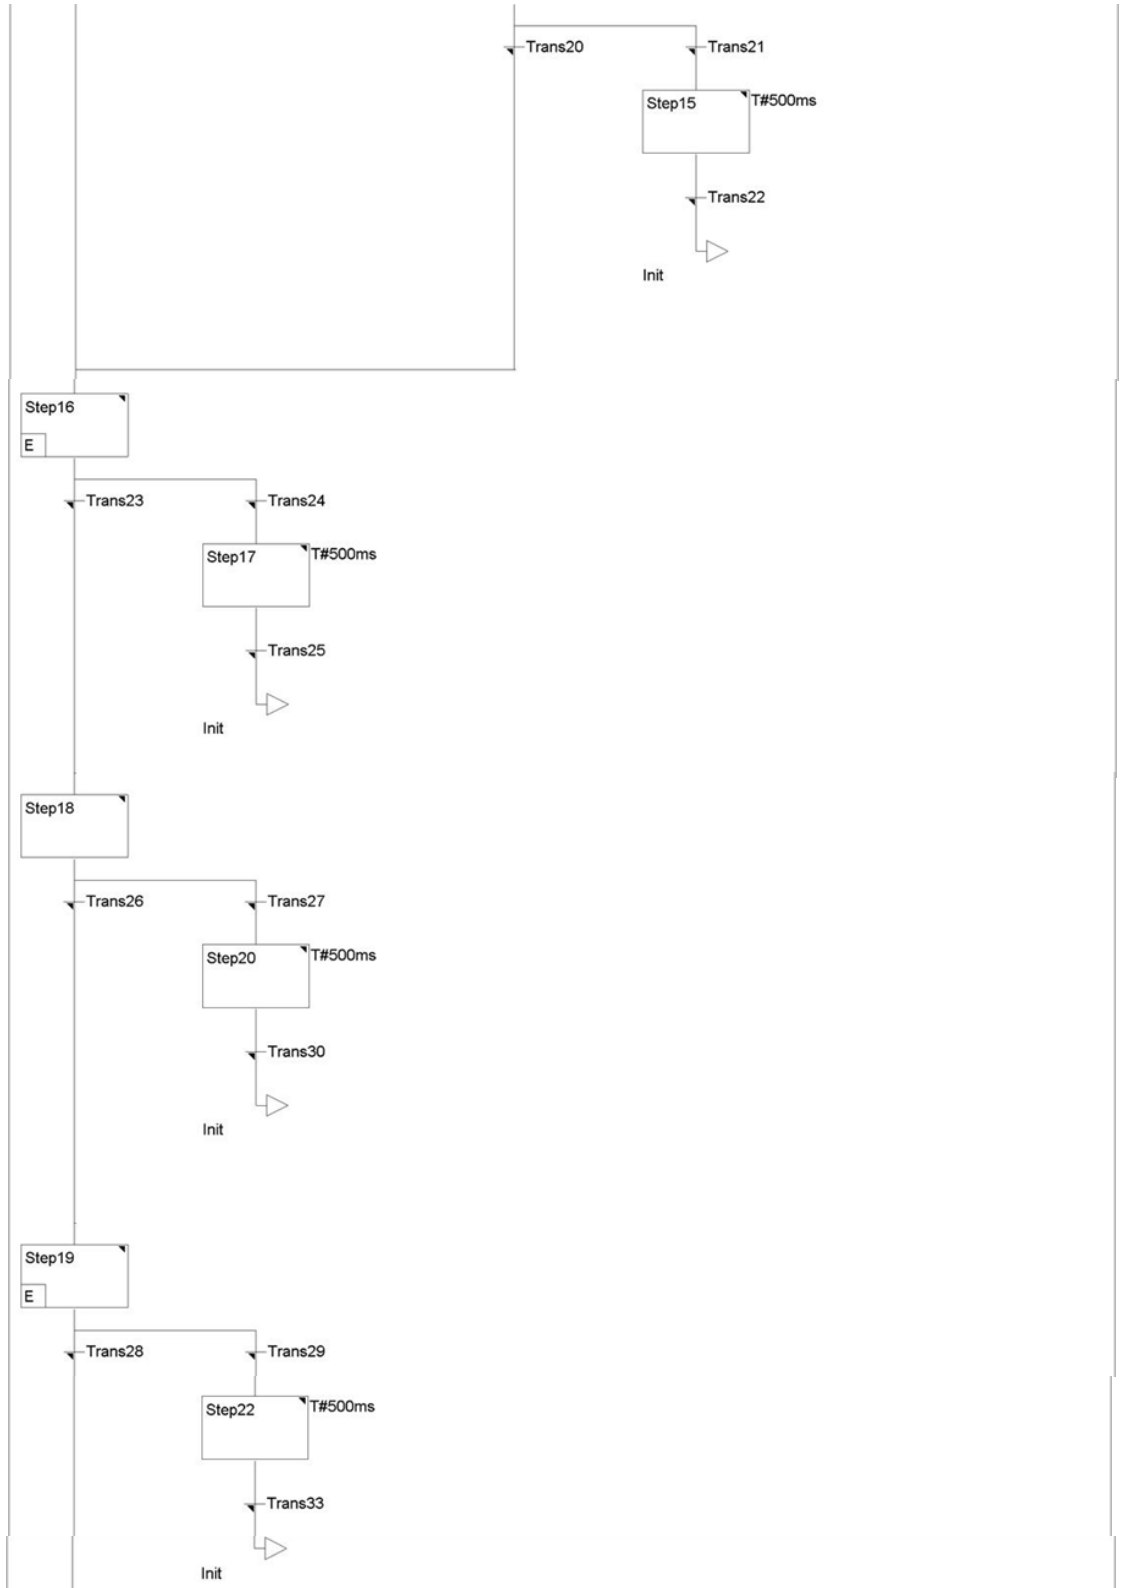 Trans20
Trans21
Step15
T#500ms
Trans22
Init
Step16
E
Trans23
Trans24
Step17
T#500ms
Trans25
Init
Step18
Trans26
Trans27
Step20
T#500ms
Trans30
Init
Step19
E
Trans28
Trans29
Step22
T#500ms
Trans33
Init